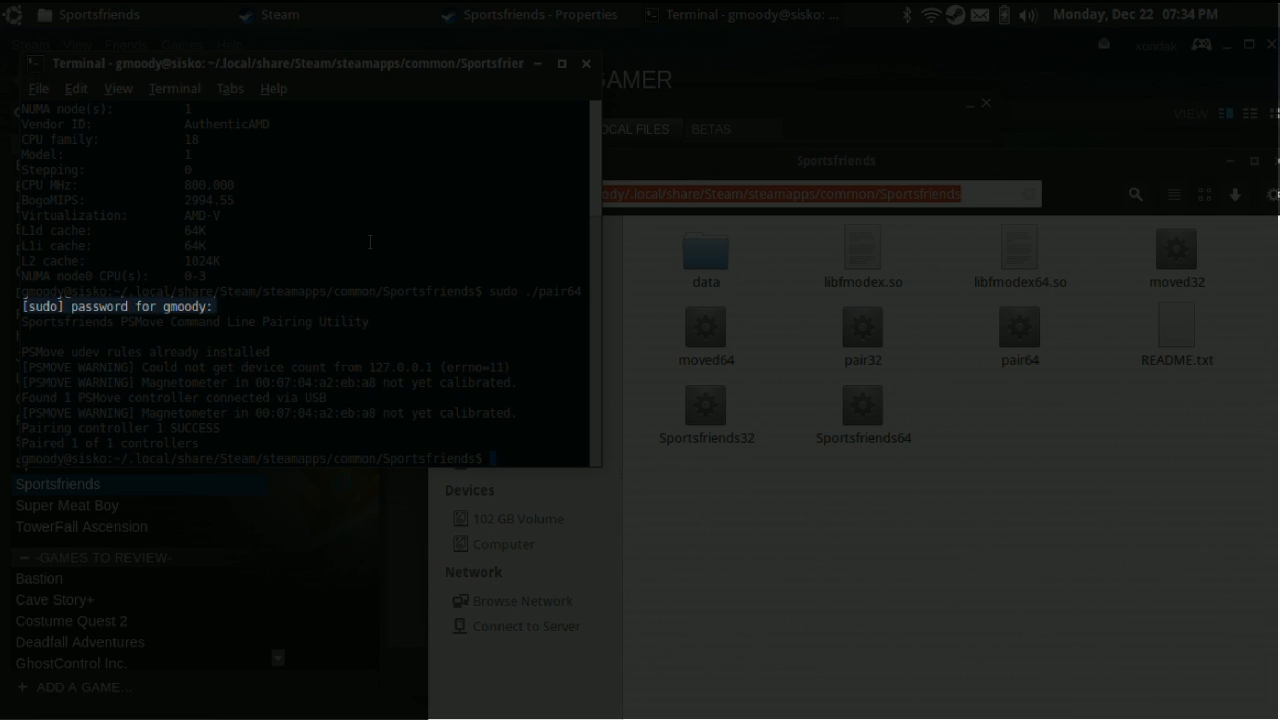 Sportsfriends
Steam
Sportsfriends - Properties
Terminal - gmoody@sisko: ...
Monday, Dec 22 07:34 PM
Steam View Friends Games Help
xondak
GAMER
Terminal - gmoody@sisko: ~/.local/share/Steam/steamapps/common/Sportsfrier
File Edit View Terminal Tabs Help
NUMA node(s): 1
Vendor ID: AuthenticAMD
CPU family: 18
Model: 1
Stepping: 0
CPU MHz: 800.000
BogoMIPS: 2994.55
Virtualization: AMD-V
L1d cache: 64K
L1i cache: 64K
L2 cache: 1024K
NUMA node0 CPU(s): 0-3
gmoody@sisko:~/.local/share/Steam/steamapps/common/Sportsfriends$ sudo ./pair64
[sudo] password for gmoody:
Sportsfriends PSMove Command Line Pairing Utility
PSMove udev rules already installed
[PSMOVE WARNING] Could not get device count from 127.0.0.1 (errno=11)
[PSMOVE WARNING] Magnetometer in 00:07:04:a2:eb:a8 not yet calibrated.
Found 1 PSMove controller connected via USB
[PSMOVE WARNING] Magnetometer in 00:07:04:a2:eb:a8 not yet calibrated.
Pairing controller 1 SUCCESS
Paired 1 of 1 controllers
gmoody@sisko:~/.local/share/Steam/steamapps/common/Sportsfriends$
OCAL FILES
BETAS
VIEW
Sportsfriends
ody/.local/share/Steam/steamapps/common/Sportsfriends
data
libfmodex.so
libfmodex64.so
moved32
moved64
pair32
pair64
README.txt
Sportsfriends32
Sportsfriends64
Sportsfriends
Super Meat Boy
TowerFall Ascension
-GAMES TO REVIEW-
Bastion
Cave Story+
Costume Quest 2
Deadfall Adventures
GhostControl Inc.
+ ADD A GAME...
Devices
102 GB Volume
Computer
Network
Browse Network
Connect to Server